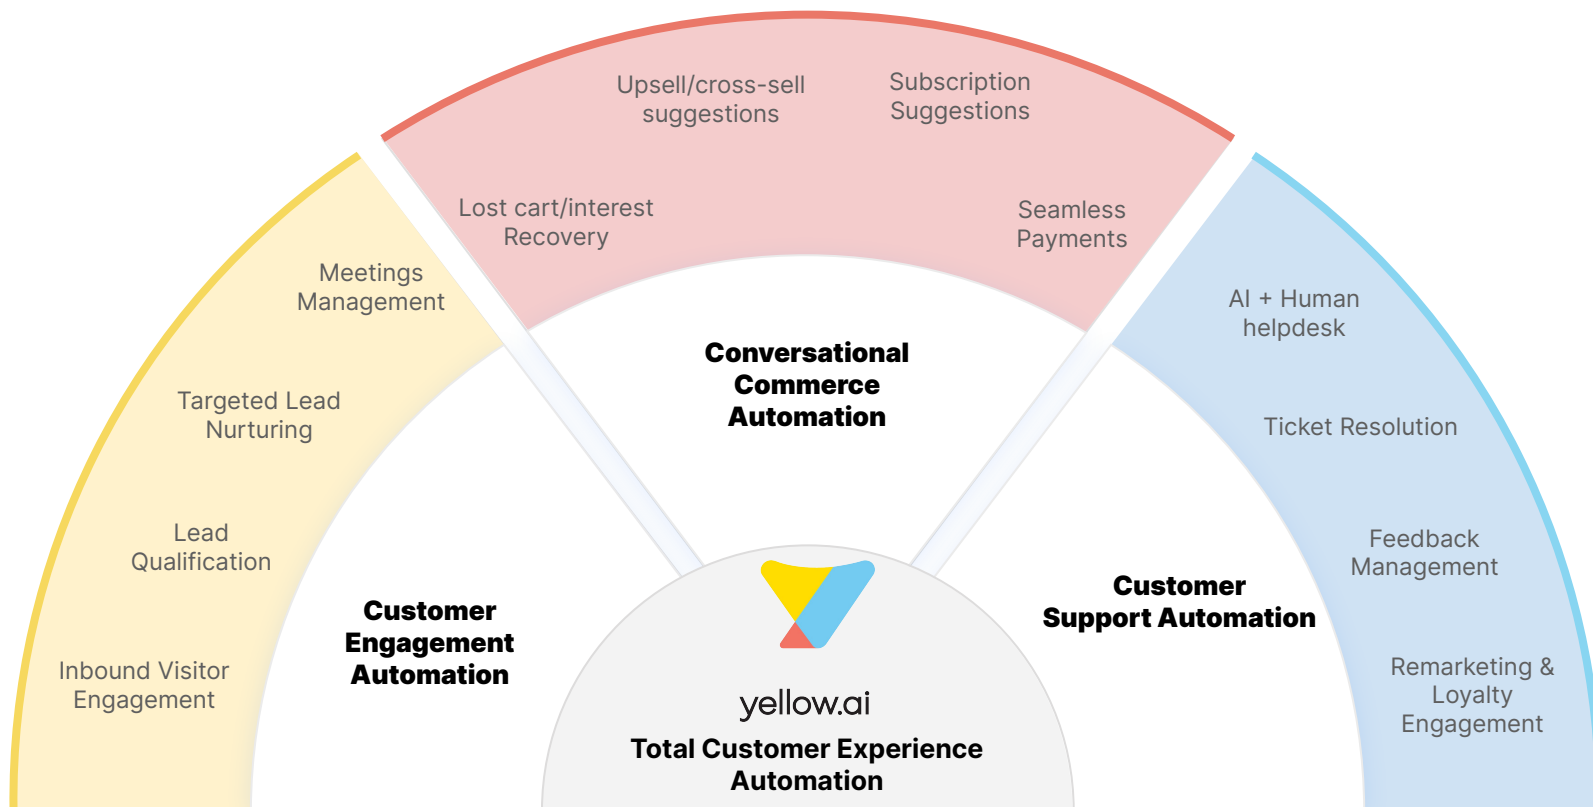 Upsell/cross-sell
suggestions
Subscription
Suggestions
Lost cart/interest
Recovery
Seamless
Payments
Meetings
Management
Targeted Lead
Nurturing
Lead
Qualification
Inbound Visitor
Engagement
Conversational
Commerce
Automation
Customer
Engagement
Automation
AI + Human
helpdesk
Ticket Resolution
Feedback
Management
Remarketing &
Loyalty
Engagement
Customer
Support Automation
yellow.ai
Total Customer Experience
Automation